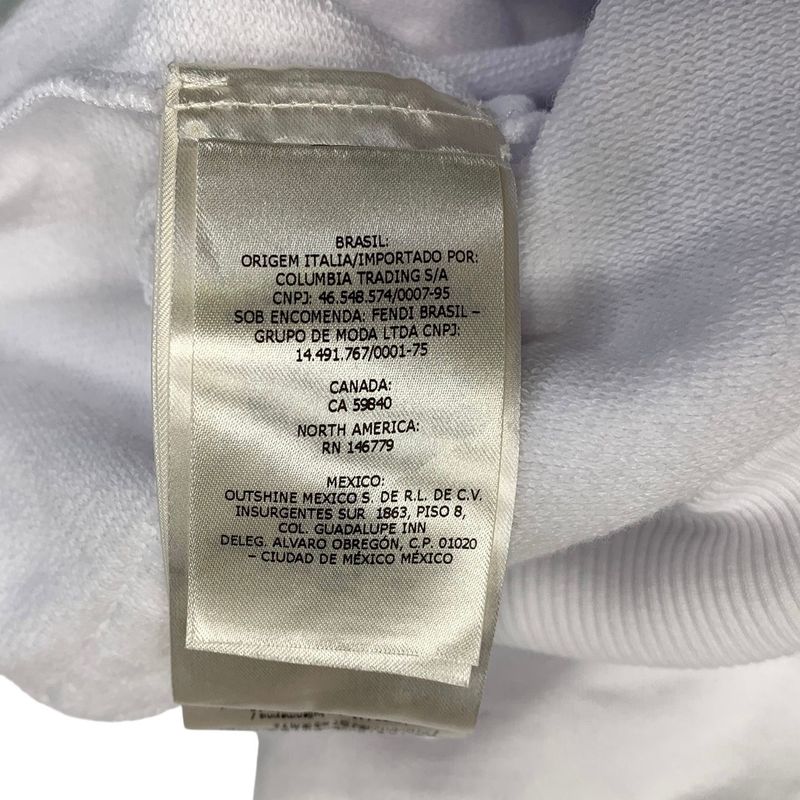 BRASIL:
ORIGEM ITALIA/IMPORTADO POR:
COLUMBIA TRADING S/A
CNPJ: 46.548.574/0007-95
SOB ENCOMENDA: FENDI BRASIL –
GRUPO DE MODA LTDA CNPJ:
14.491.767/0001-75
CANADA:
CA 59840
NORTH AMERICA:
RN 146779
MEXICO:
OUTSHINE MEXICO S. DE R.L. DE C.V.
INSURGENTES SUR 1863, PISO 8,
COL. GUADALUPE INN
DELEG. ALVARO OBREGÓN, C.P. 01020
– CIUDAD DE MÉXICO MÉXICO